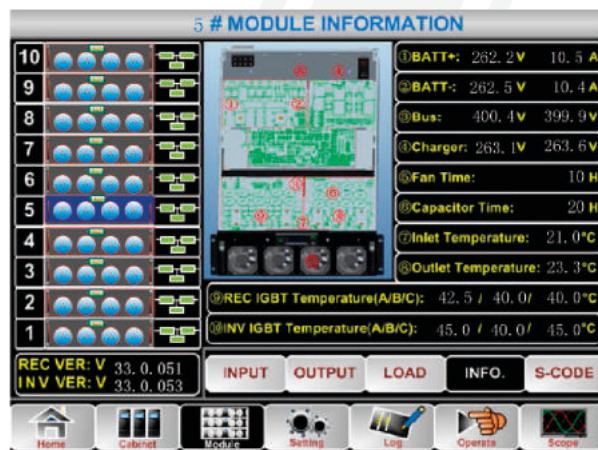 5 # MODULE INFORMATION
10
9
8
7
6
5
4
3
2
1
①BATT+: 262.2V 10.5 A
②BATT-: 262.5V 10.4 A
③Bus: 400.4V 399.9V
④Charger: 263.1V 263.6V
⑤Fan Time: 10 H
⑥Capacitor Time: 20 H
⑦Inlet Temperature: 21.0°C
⑧Outlet Temperature: 23.3°C
⑨REC IGBT Temperature(A/B/C): 42.5 / 40.0/ 40.0°C
⑩INV IGBT Temperature(A/B/C): 45.0 / 40.0/ 45.0°C
REC VER: V 33.0.051
INV VER: V 33.0.053
INPUT OUTPUT LOAD INFO. S-CODE
Home Cabinet Module Setting Log Operate Scope